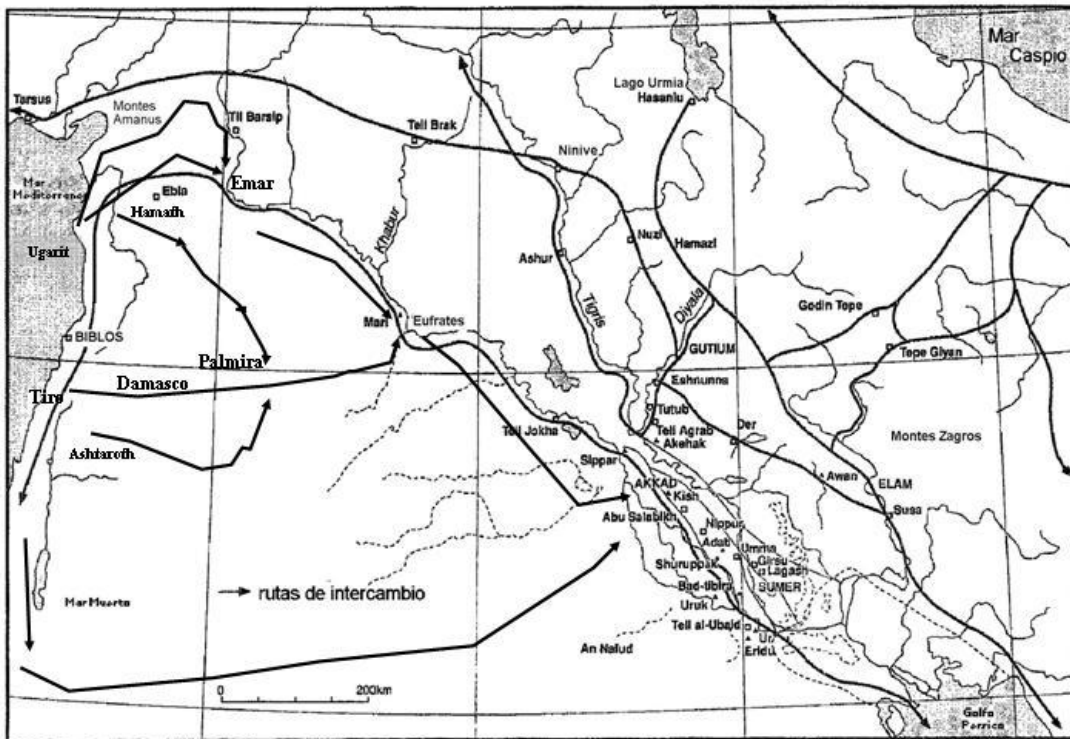 Mar
Caspio
Lago Urmia
Hasanlu
Tarsus
Montes
Amanus
Til Barsip
Tell Brak
Ninive
Mar
Mediterraneo
Ebla
Emar
Hamath
Khabur
Nuzi
Hamazi
Ugarit
Ashur
Tigris
Diyala
Godin Tepe
Mari
Eufrates
BIBLOS
GUTIUM
Tepe Giyan
Palmira
Damasco
Tiro
Eshnunna
Tutub
Tell Agrab
Akehak
Der
Tell Jokha
Montes Zagros
Ashtaroth
Sippar
Awan
ELAM
AKKAD
Kish
Susa
Abu Salabikh
Nippur
Adab
Umma
Girsu
Lagash
Shuruppak
SUMER
Bad-tibira
Uruk
Mar Muerto
rutas de intercambio
Tell al-Ubaid
Ur
Eridu
An Nafud
0
200km
Golfo
Persico